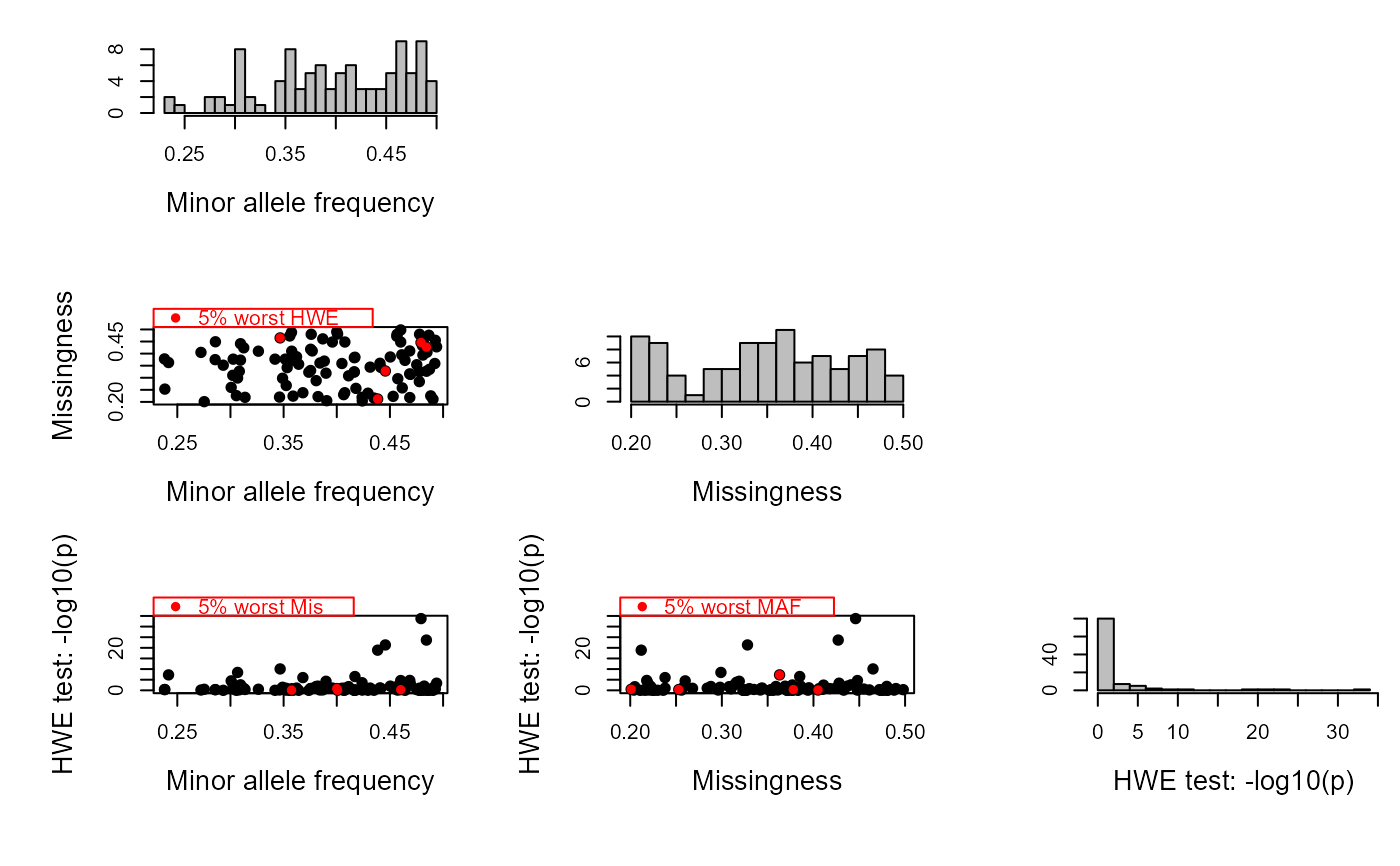 0 4 8
0.25 0.35 0.45
Minor allele frequency
Missingness
5% worst HWE
0.20 0.45
0.25 0.35 0.45
Minor allele frequency
0 6
0.20 0.30 0.40 0.50
Missingness
HWE test: -log10(p)
5% worst Mis
0 20
0.25 0.35 0.45
Minor allele frequency
HWE test: -log10(p)
5% worst MAF
0 20
0.20 0.30 0.40 0.50
Missingness
0 40
0 5 10 20 30
HWE test: -log10(p)